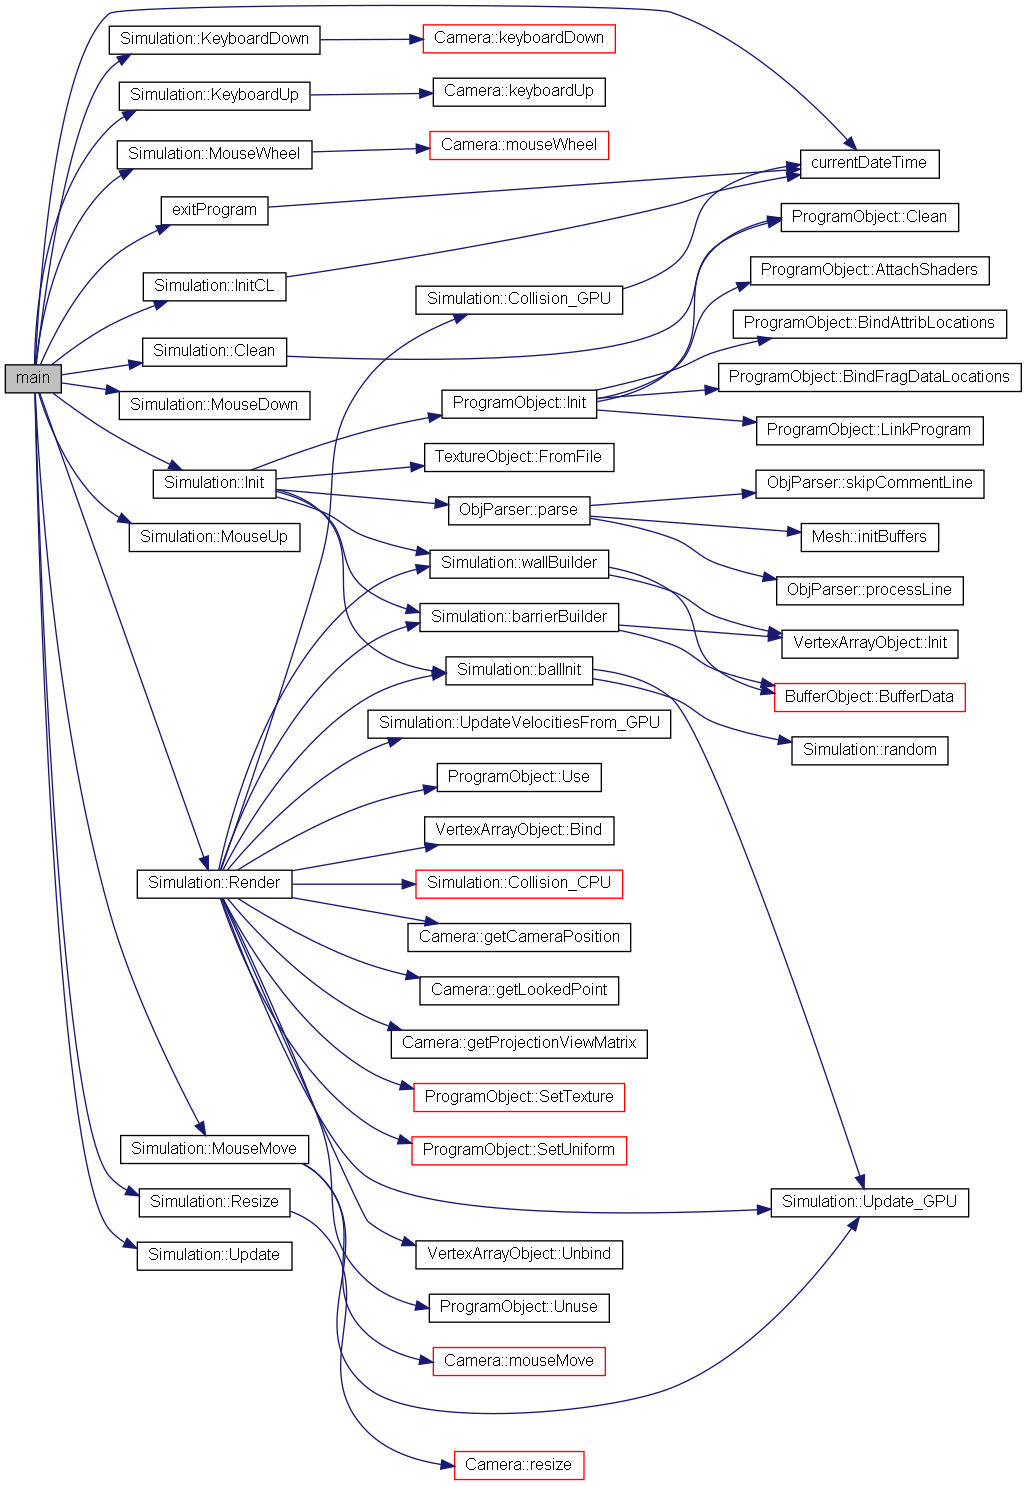 Simulation::KeyboardDown
Camera::keyboardDown
Simulation::KeyboardUp
Camera::keyboardUp
Simulation::MouseWheel
Camera::mouseWheel
currentDateTime
exitProgram
ProgramObject::Clean
Simulation::InitCL
Simulation::Collision_GPU
ProgramObject::AttachShaders
ProgramObject::BindAttribLocations
Simulation::Clean
main
ProgramObject::BindFragDataLocations
Simulation::MouseDown
ProgramObject::Init
ProgramObject::LinkProgram
TextureObject::FromFile
Simulation::Init
ObjParser::skipCommentLine
ObjParser::parse
Simulation::MouseUp
Mesh::initBuffers
Simulation::wallBuilder
ObjParser::processLine
Simulation::barrierBuilder
VertexArrayObject::Init
Simulation::ballInit
BufferObject::BufferData
Simulation::UpdateVelocitiesFrom_GPU
Simulation::random
ProgramObject::Use
VertexArrayObject::Bind
Simulation::Render
Simulation::Collision_CPU
Camera::getCameraPosition
Camera::getLookedPoint
Camera::getProjectionViewMatrix
ProgramObject::SetTexture
Simulation::MouseMove
ProgramObject::SetUniform
Simulation::Resize
Simulation::Update_GPU
Simulation::Update
VertexArrayObject::Unbind
ProgramObject::Unuse
Camera::mouseMove
Camera::resize